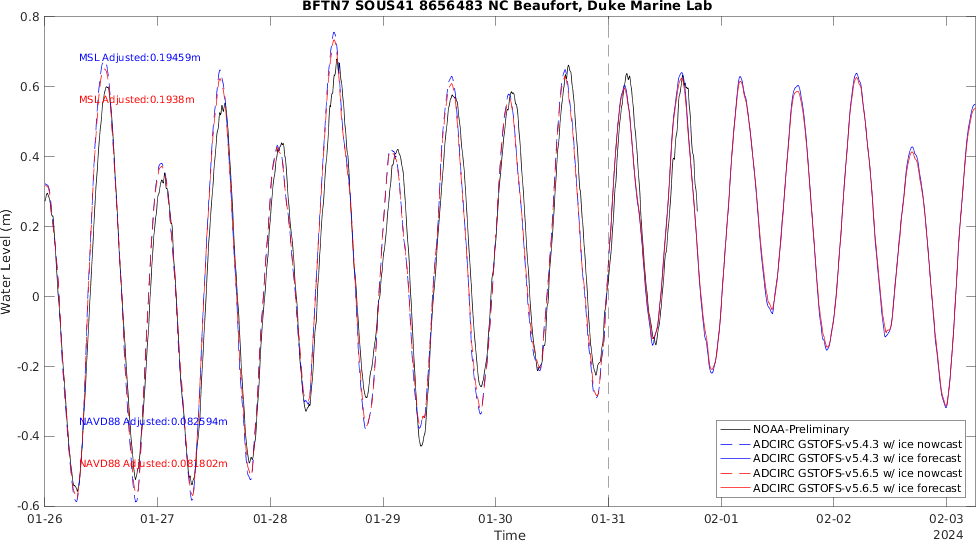 BFTN7 SOUS41 8656483 NC Beaufort, Duke Marine Lab
0.8
0.6
0.4
0.2
0
-0.2
-0.4
-0.6
Water Level (m)
MSL Adjusted:0.19459m
MSL Adjusted:0.1938m
NAVD88 Adjusted:0.082594m
NAVD88 Adjusted:0.081802m
NOAA-Preliminary
ADCIRC GSTOFS-v5.4.3 w/ ice nowcast
ADCIRC GSTOFS-v5.4.3 w/ ice forecast
ADCIRC GSTOFS-v5.6.5 w/ ice nowcast
ADCIRC GSTOFS-v5.6.5 w/ ice forecast
01-26 01-27 01-28 01-29 01-30 01-31 02-01 02-02 02-03
2024
Time